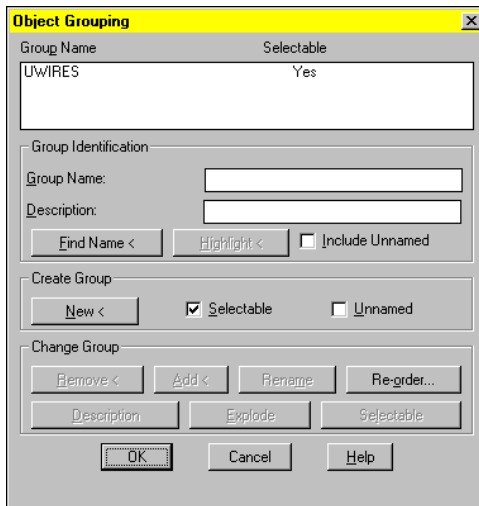 Object Grouping
Group Name Selectable
UWIRES Yes
Group Identification
Group Name:
Description:
Find Name < Highlight < Include Unnamed
Create Group
New < Selectable Unnamed
Change Group
Remove < Add < Rename Re-order...
Description Explode Selectable
OK Cancel Help